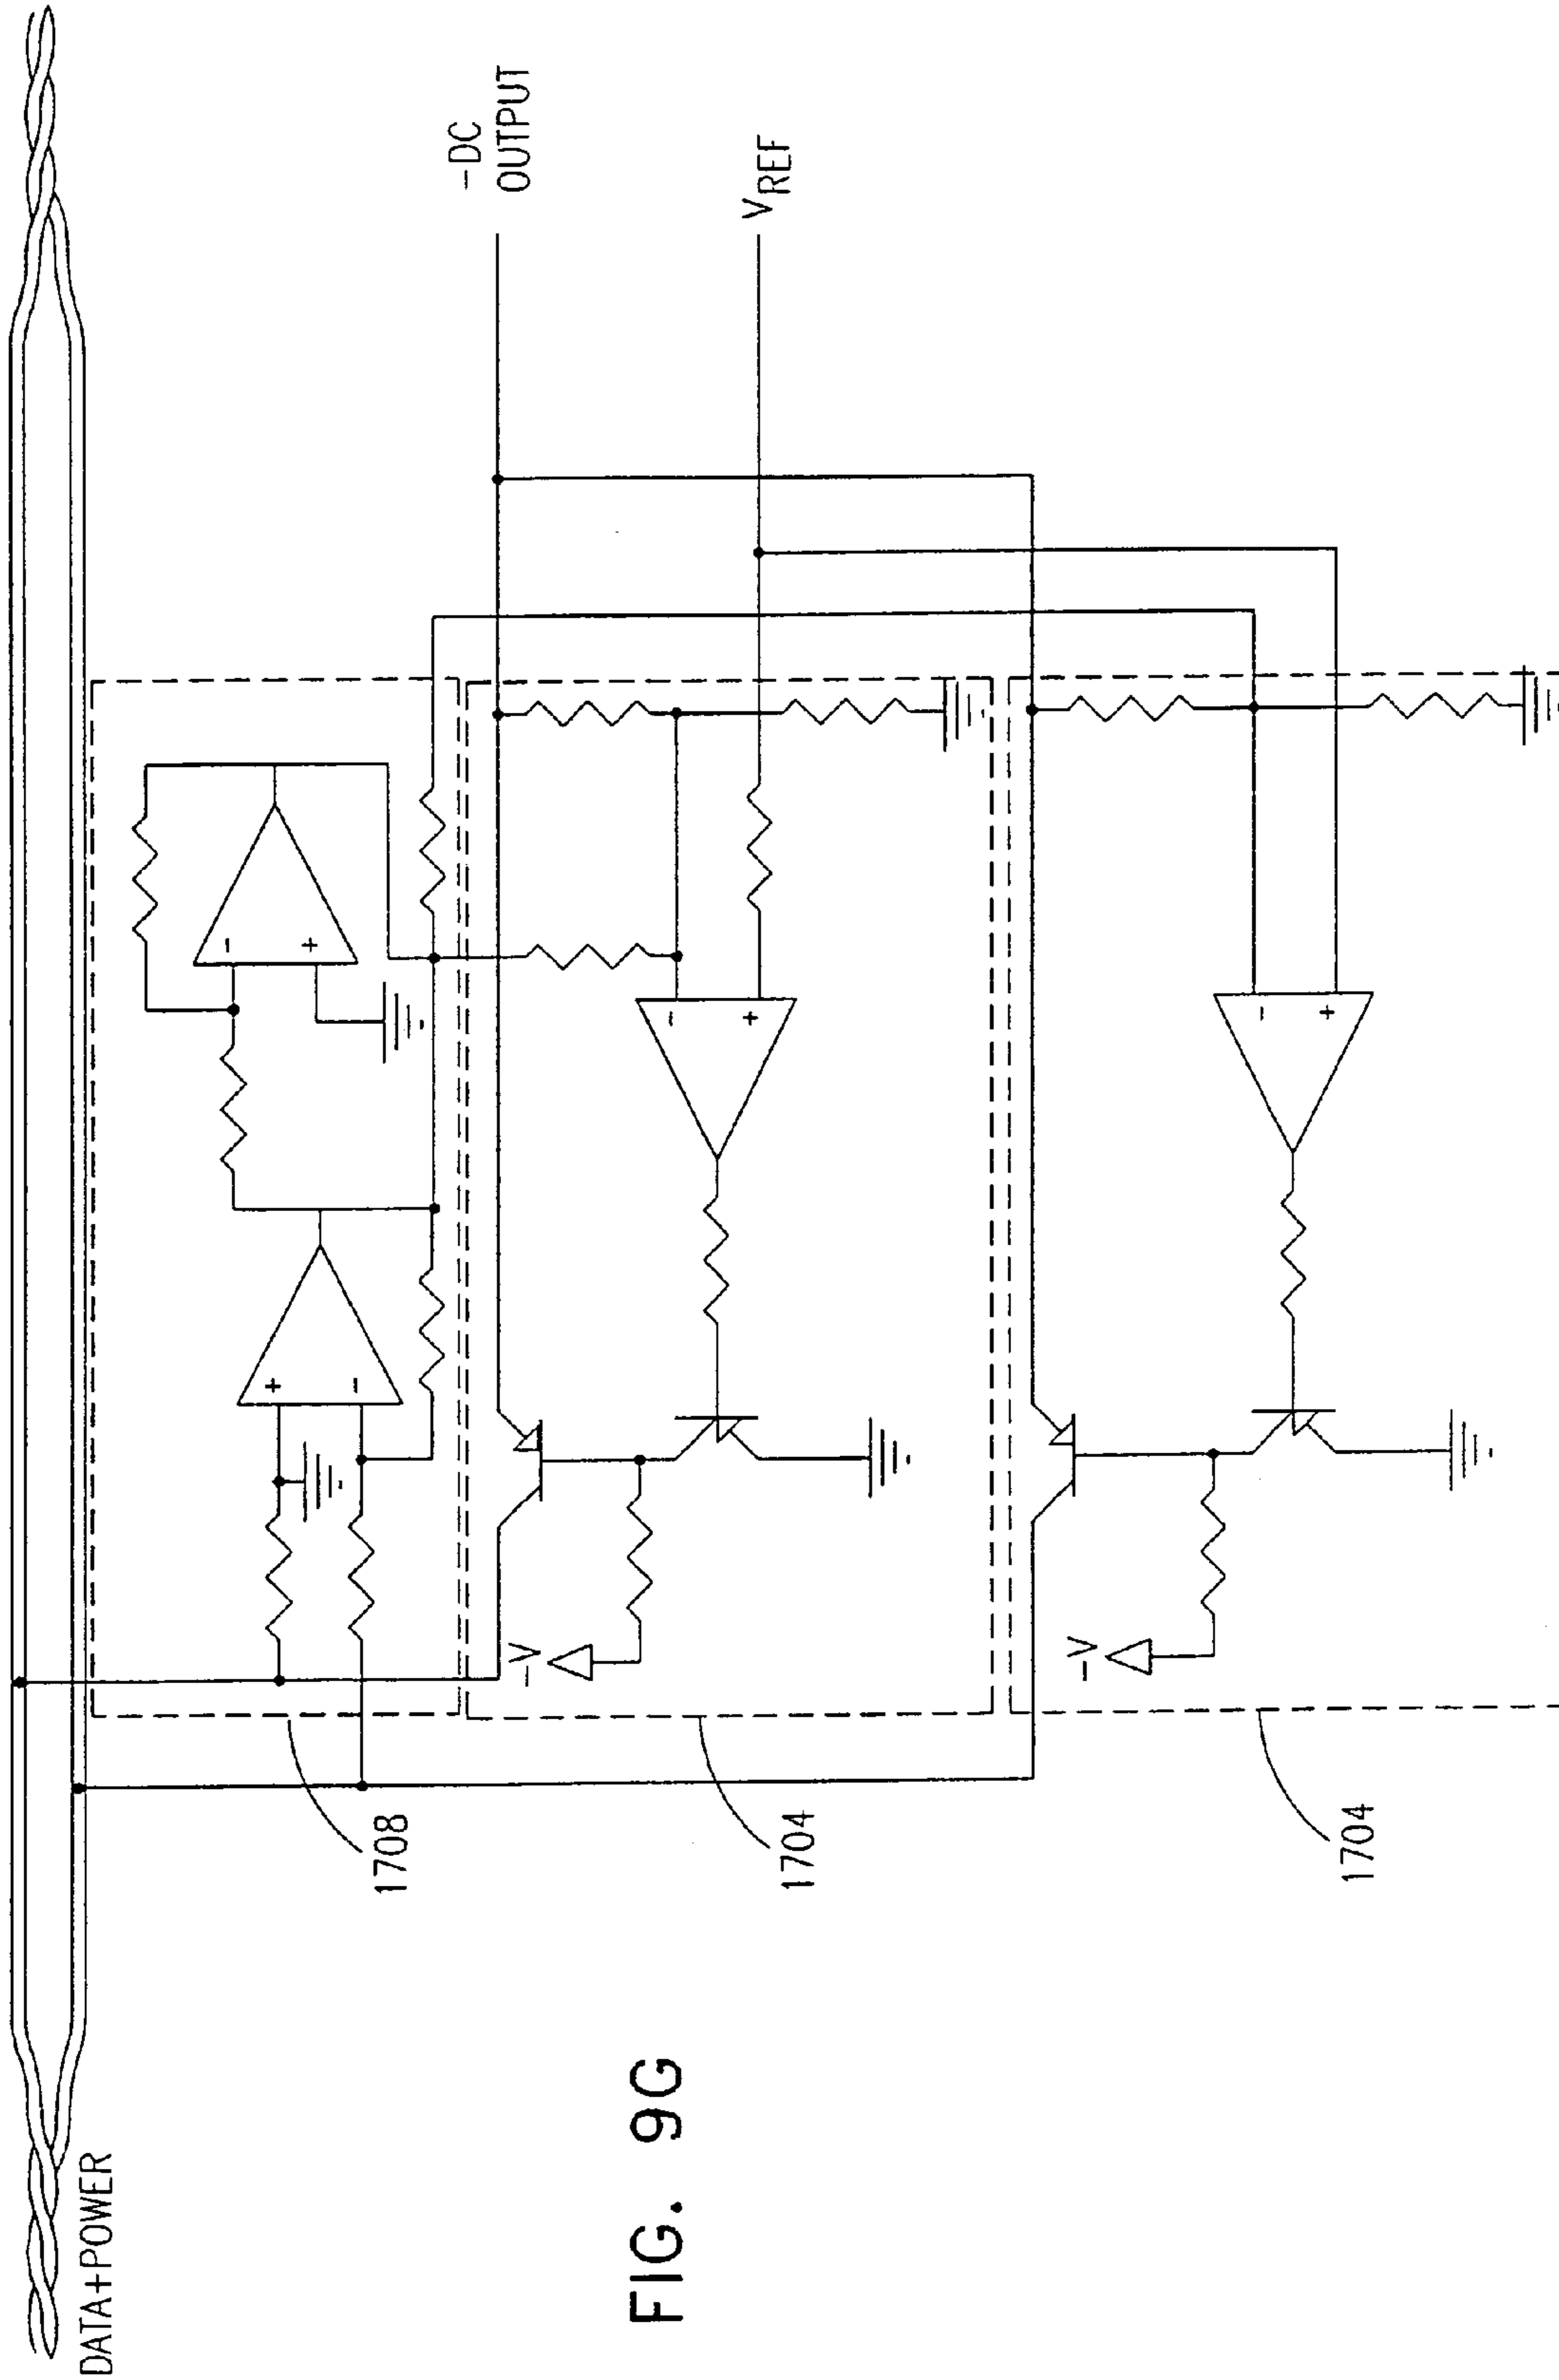 DATA+POWER
-DC
OUTPUT
VREF
- +
+ -
- +
- +
-V
-V
1708
1704
1704
FIG. 9G